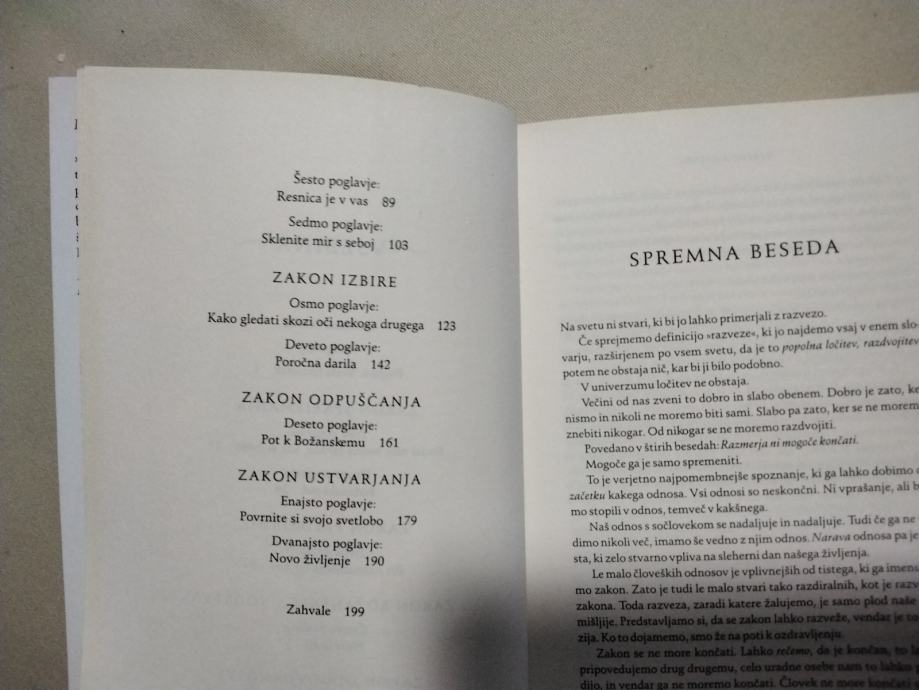 Šesto poglavje:
Resnica je v vas 89
Sedmo poglavje:
Sklenite mir s seboj 103
ZAKON IZBIRE
Osmo poglavje:
Kako gledati skozi oči nekoga drugega 123
Deveto poglavje:
Poročna darila 142
ZAKON ODPUŠČANJA
Deseto poglavje:
Pot k Božanskemu 161
ZAKON USTVARJANJA
Enajsto poglavje:
Povrnite si svojo svetlobo 179
Dvanajsto poglavje:
Novo življenje 190
Zahvale 199
SPREMNA BESEDA
Na svetu ni stvari, ki bi jo lahko primerjali z razvezo.
Če sprejmemo definicijo »razveze«, ki jo najdemo vsaj v enem slo-
varju, razširjenem po vsem svetu, da je to popolna ločitev, razdvojitev
potem ne obstaja nič, kar bi ji bilo podobno.
V univerzumu ločitev ne obstaja.
Večini od nas zveni to dobro in slabo obenem. Dobro je zato, ke
nismo in nikoli ne moremo biti sami. Slabo pa zato, ker se ne morem
znebiti nikogar. Od nikogar se ne moremo razdvojiti.
Povedano v štirih besedah: Razmerja ni mogoče končati.
Mogoče ga je samo spremeniti.
To je verjetno najpomembnejše spoznanje, ki ga lahko dobimo
začetku kakega odnosa. Vsi odnosi so neskončni. Ni vprašanje, ali b
mo stopili v odnos, temveč v kakšnega.
Naš odnos s sočlovekom se nadaljuje in nadaljuje. Tudi če ga ne
dimo nikoli več, imamo še vedno z njim odnos. Narava odnosa pa je
sta, ki zelo stvarno vpliva na sleherni dan našega življenja.
Le malo človeških odnosov je vplivnejših od tistega, ki ga imenu
mo zakon. Zato je tudi le malo stvari tako razdiralnih, kot je razv
zakona. Toda razveza, zaradi katere žalujemo, je samo plod naše
mišljije. Predstavljamo si, da se zakon lahko razveže, vendar je to
zija. Ko to dojamemo, smo že na poti k ozdravljenju.
Zakon se ne more končati. Lahko rečemo, da je končan, to la
pripovedujemo drug drugemu, celo uradne osebe nam to lahko p
dijo, in vendar ga ne moremo končati. Človek ne more končati